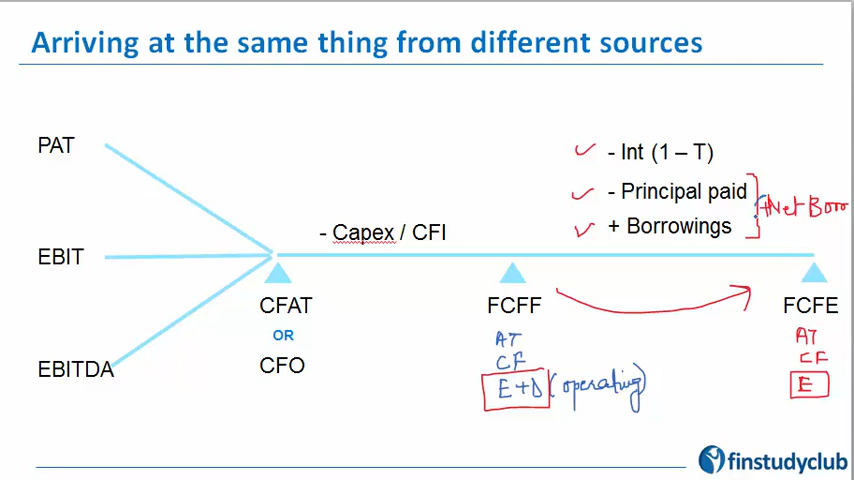 Arriving at the same thing from different sources
PAT
- Int (1 – T)
- Principal paid
+Net Borr
+ Borrowings
- Capex / CFI
EBIT
CFAT
FCFF
FCFE
OR
AT
AT
CFO
CF
CF
EBITDA
E+D (operating)
E
finstudyclub